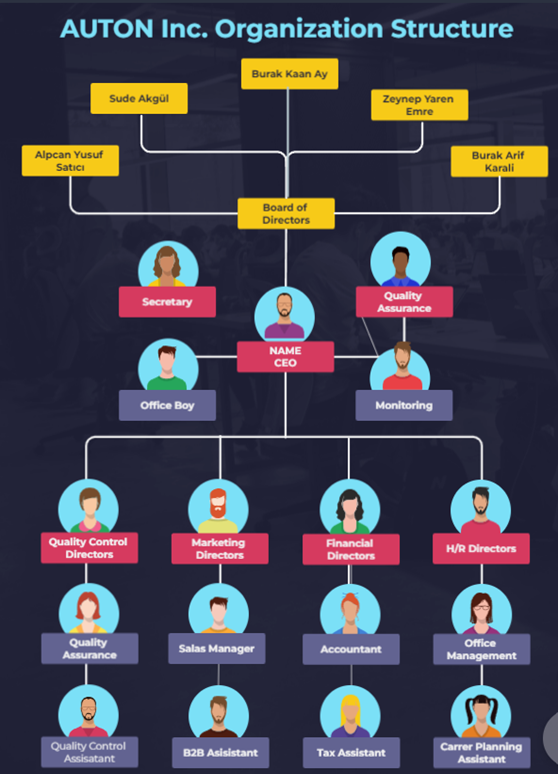 AUTON Inc. Organization Structure
Burak Kaan Ay
Sude Akgül
Zeynep Yaren
Emre
Alpcan Yusuf
Satıcı
Burak Arif
Karali
Board of
Directors
Secretary
Quality
Assurance
NAME
CEO
Office Boy
Monitoring
Quality Control
Directors
Marketing
Directors
Financial
Directors
H/R Directors
Quality
Assurance
Salas Manager
Accountant
Office
Management
Quality Control
Assisatant
B2B Asisistant
Tax Assistant
Carrer Planning
Assistant